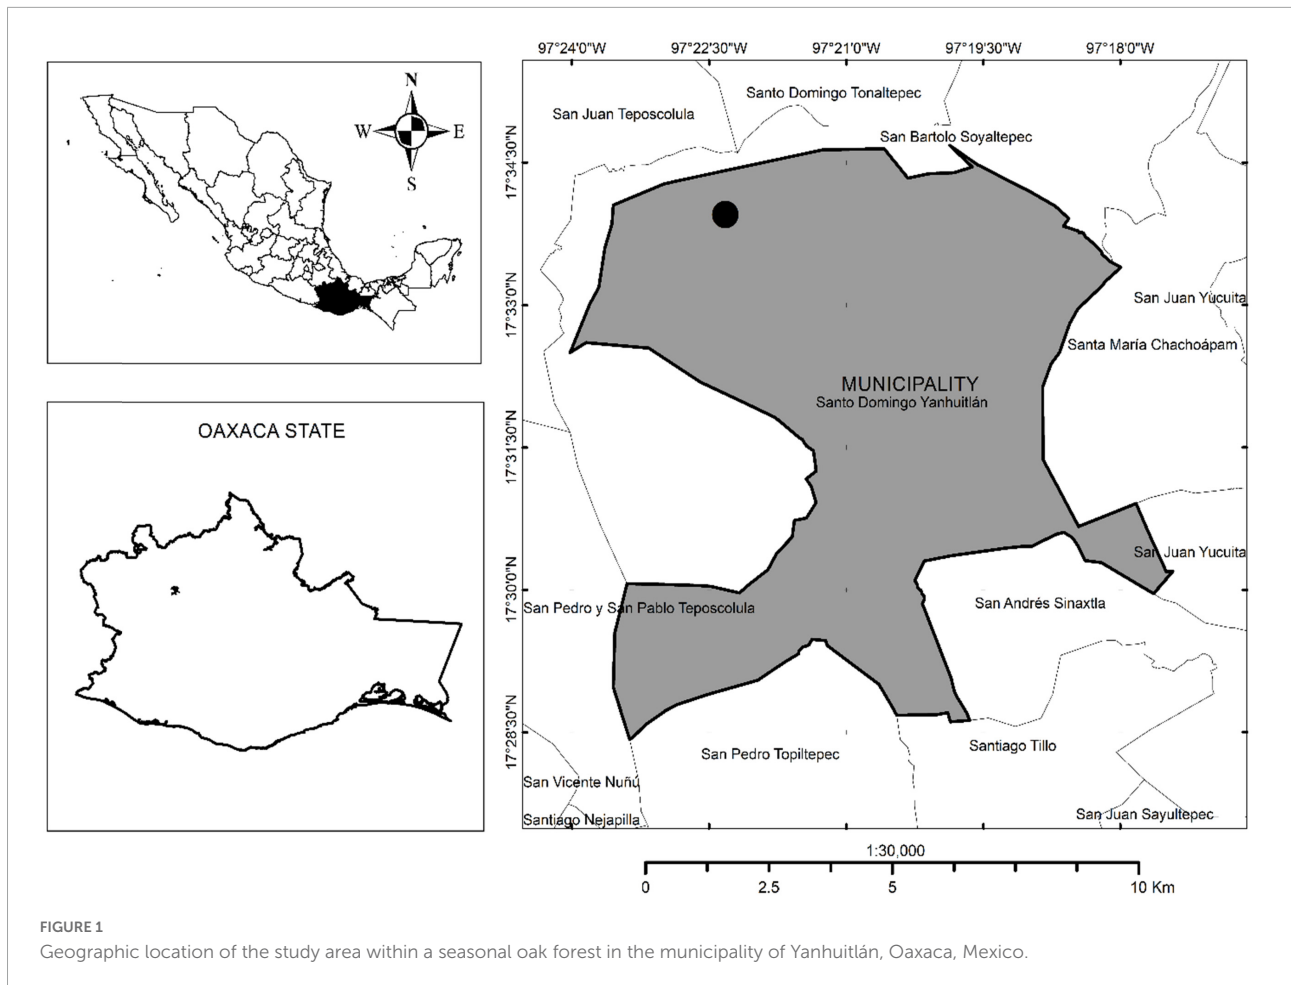 N
W
E
S
OAXACA STATE
97°24'0"W
97°22'30"W
97°21'0"W
97°19'30"W
97°18'0"W
17°34'30"N
17°33'0"N
17°31'30"N
17°30'0"N
17°28'30"N
Santo Domingo Tonaltepec
San Juan Teposcolula
San Bartolo Soyaltepec
San Juan Yucuita
Santa María Chachoápam
MUNICIPALITY
Santo Domingo Yanhuitlán
San Juan Yucuita
San Andrés Sinaxtla
San Pedro y San Pablo Teposcolula
Santiago Tillo
San Pedro Topiltepec
San Vicente Nuñú
San Juan Sayultepec
Santiago Nejapilla
1:30,000
0
2.5
5
10 Km
FIGURE 1
Geographic location of the study area within a seasonal oak forest in the municipality of Yanhuitlán, Oaxaca, Mexico.